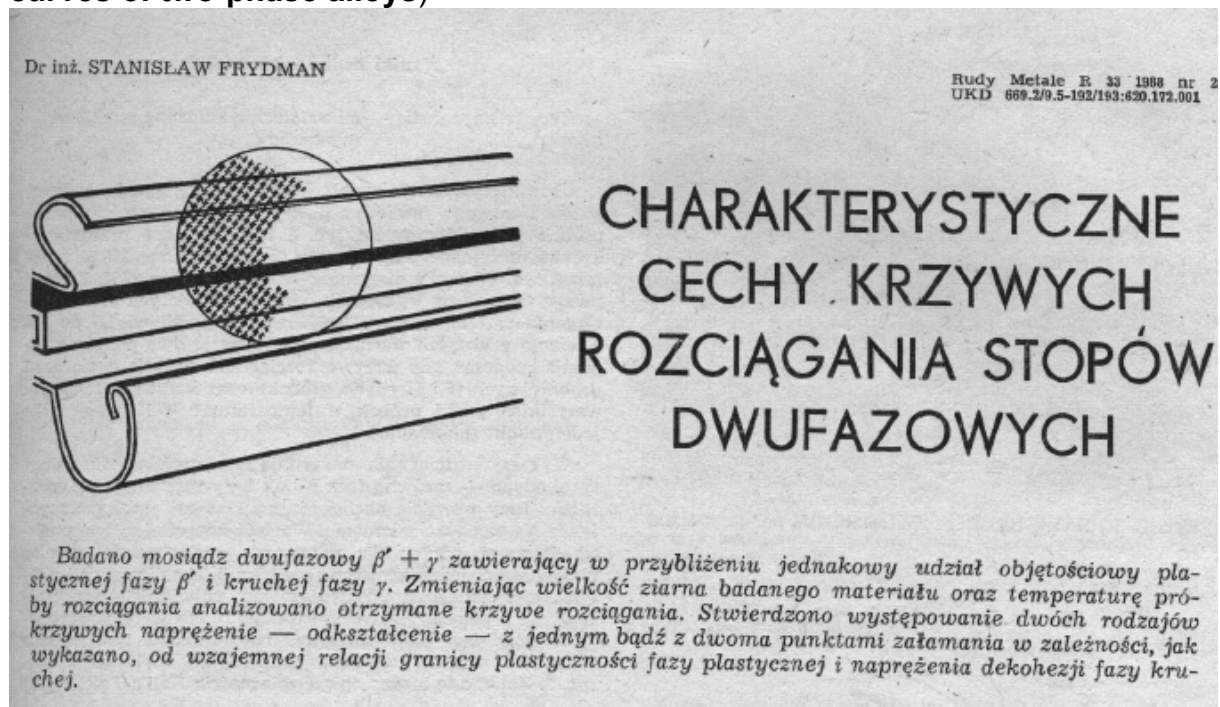 curves of two-phase alloys)
Dr inż. STANISŁAW FRYDMAN
Rudy Metale R 33 1988 nr 2
UKD 669.2/9.5-192/193:620.172.001
CHARAKTERYSTYCZNE
CECHY KRZYWYCH
ROZCIĄGANIA STOPÓW
DWUFAZOWYCH
Badano mosiądz dwufazowy β′ + γ zawierający w przybliżeniu jednakowy udział objętościowy pla-
stycznej fazy β′ i kruchej fazy γ. Zmieniając wielkość ziarna badanego materiału oraz temperaturę pró-
by rozciągania analizowano otrzymane krzywe rozciągania. Stwierdzono występowanie dwóch rodzajów
krzywych naprężenie — odkształcenie — z jednym bądź z dwoma punktami załamania w zależności, jak
wykazano, od wzajemnej relacji granicy plastyczności fazy plastycznej i naprężenia dekohezji fazy kru-
chej.